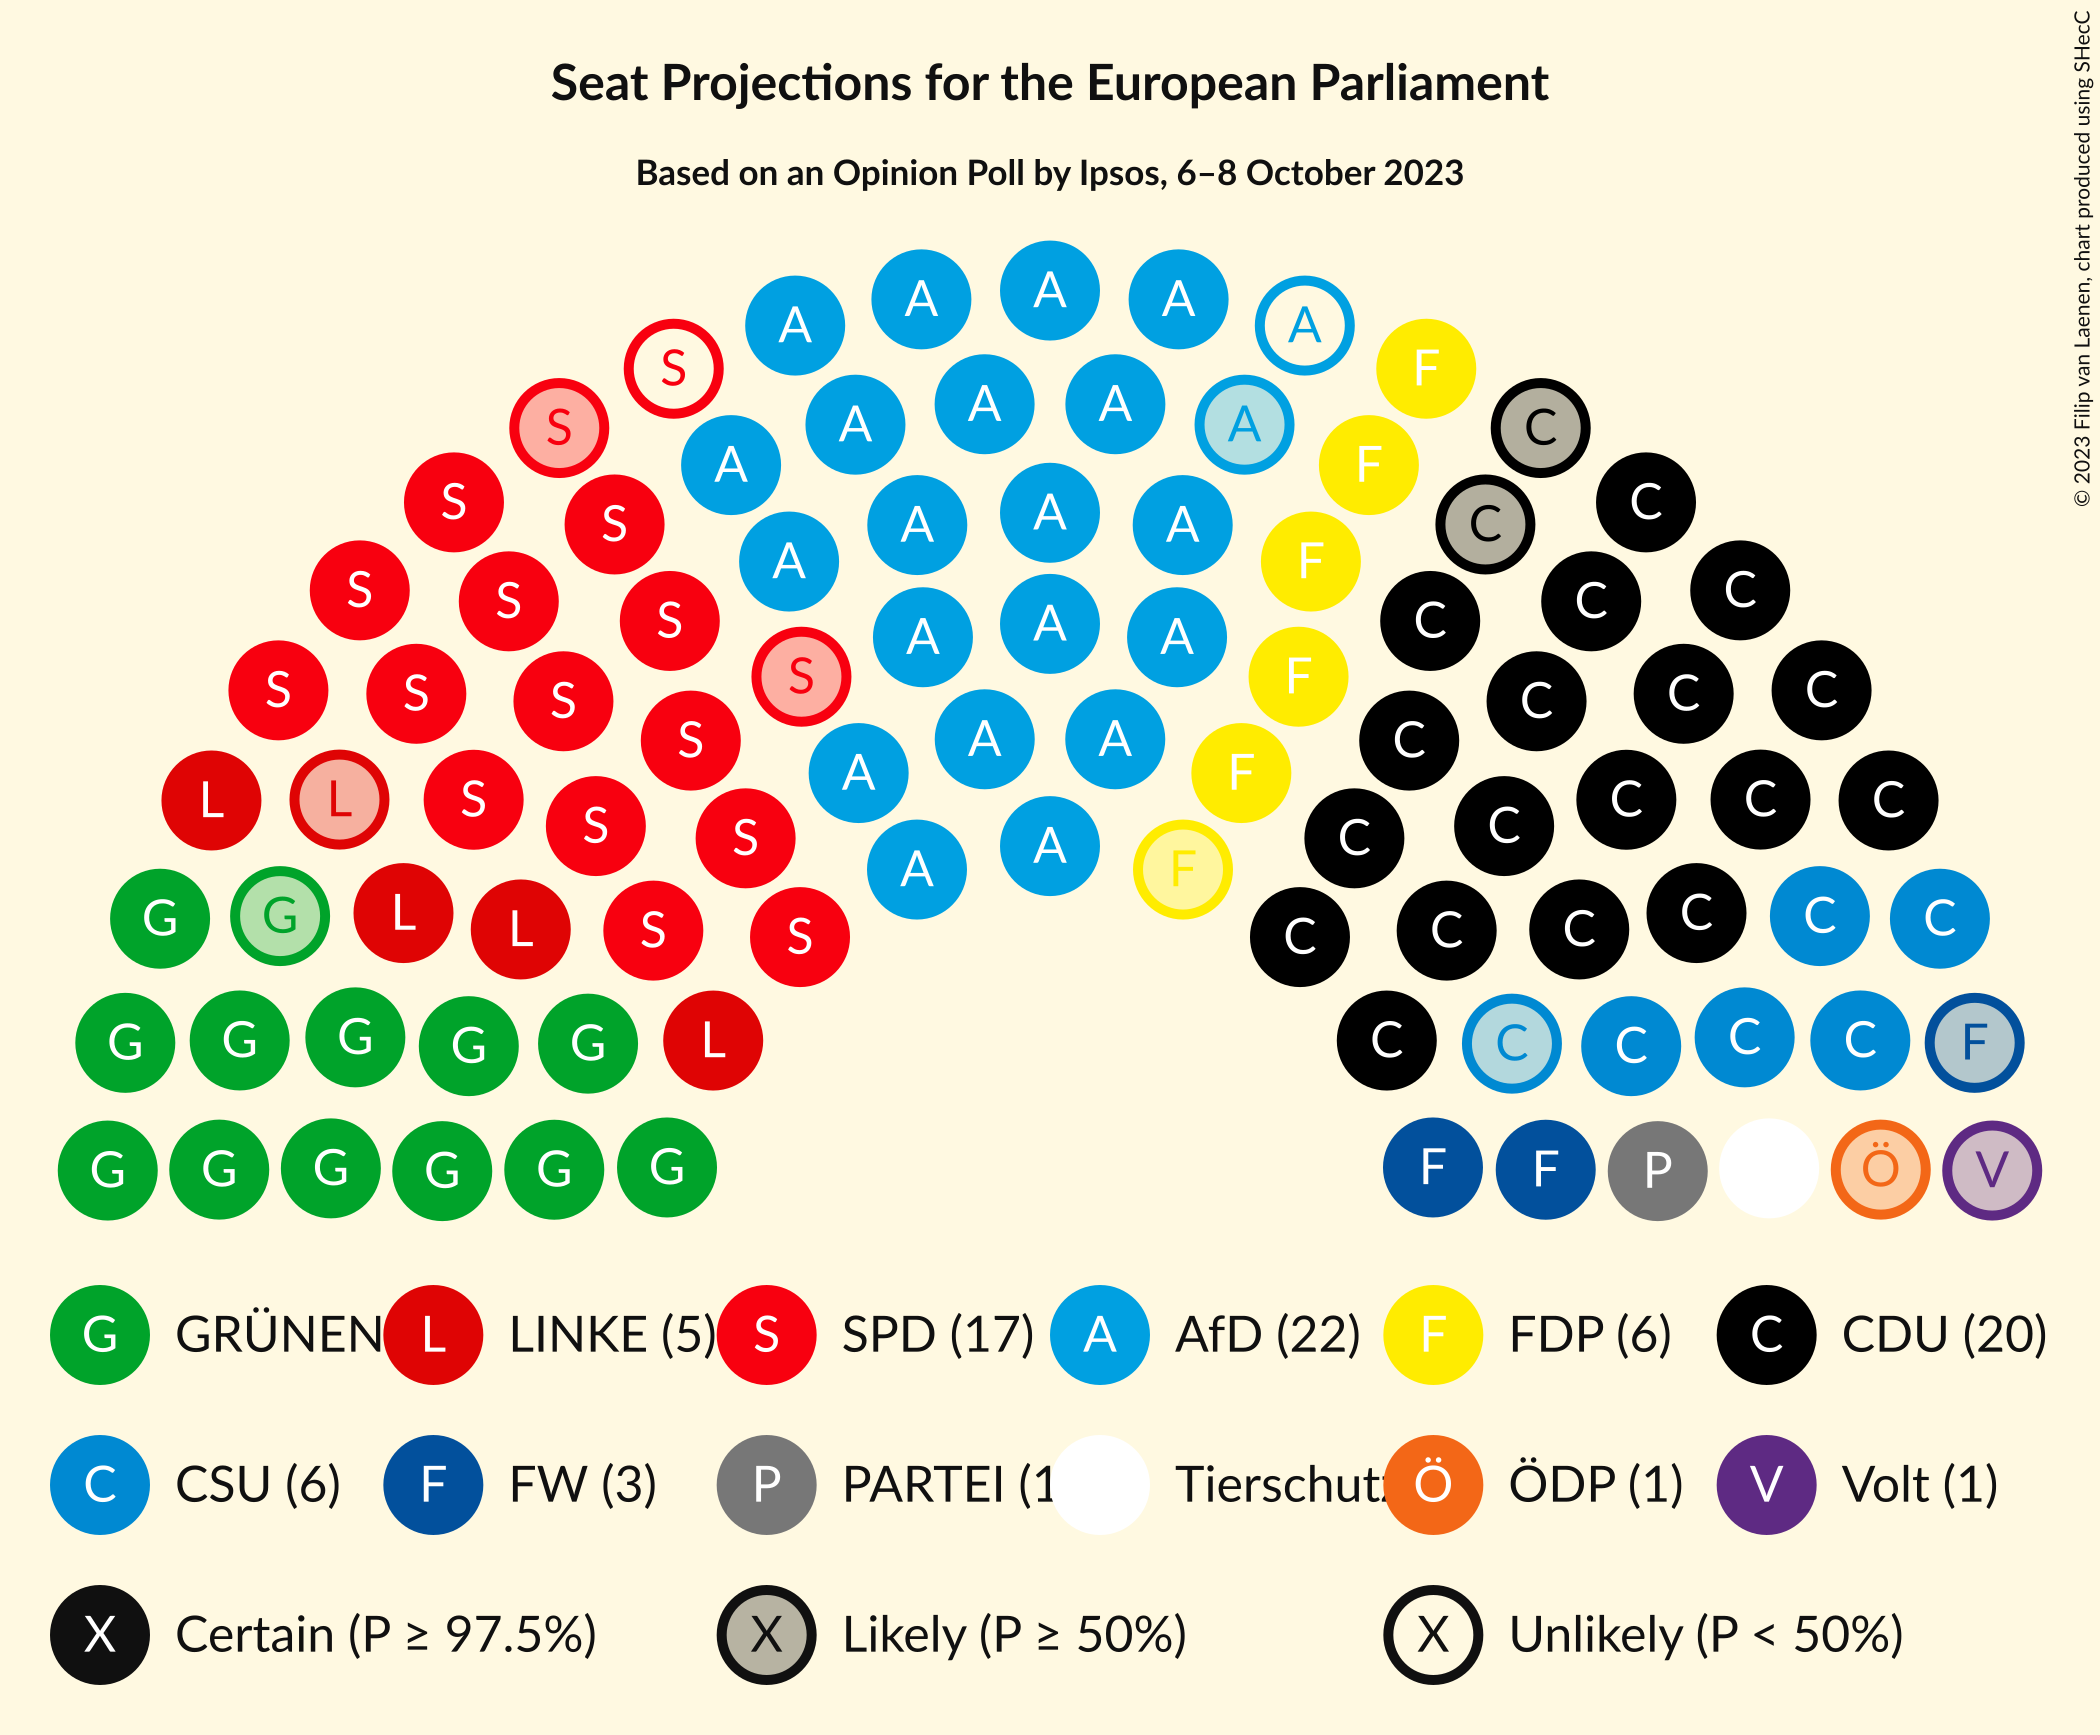 Seat Projections for the European Parliament
Based on an Opinion Poll by Ipsos, 6–8 October 2023
© 2023 Filip van Laenen, chart produced using SHecC
A A A A A
S A F
S A A A A A C
S S A F C C
S S A A A A F C C
S S S A A A F C C C
S S S S A A A F C C C C
L L S S S A A F C C C C C
G G L L S S A A F C C C C C C
G G G G G L C C C C C F
G G G G G G F F P Ö V
G GRÜNEN L LINKE (5) S SPD (17) A AfD (22) F FDP (6) C CDU (20)
C CSU (6) F FW (3) P PARTEI (1 Tierschutz Ö ÖDP (1) V Volt (1)
X Certain (P ≥ 97.5%) X Likely (P ≥ 50%) X Unlikely (P < 50%)